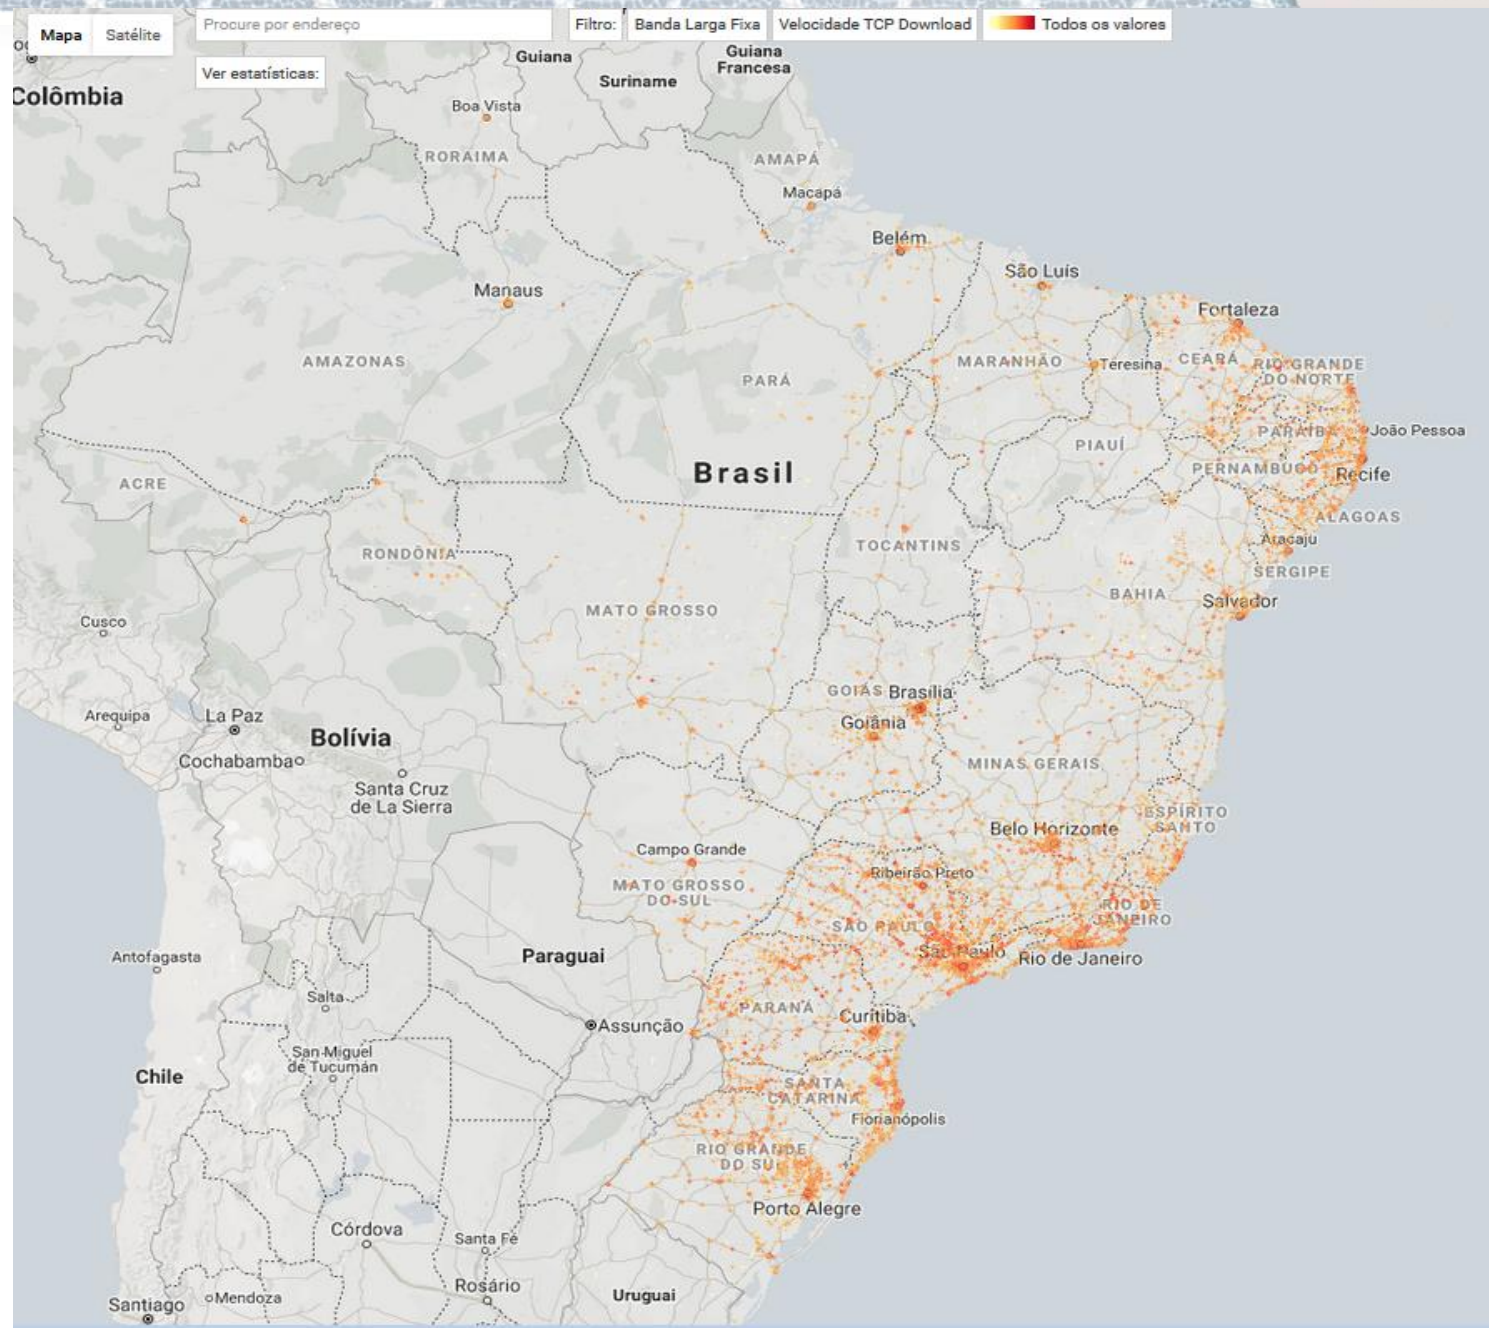 Mapa
Satélite
Procure por endereço
Filtro:
Banda Larga Fixa
Velocidade TCP Download
Todos os valores
Ver estatísticas:
Colômbia
Guiana
Suriname
Guiana
Francesa
Boa Vista
RORAIMA
AMAPÁ
Macapá
Belém
São Luís
Manaus
Fortaleza
AMAZONAS
PARÁ
MARANHÃO
Teresina
CEARÁ
RIO GRANDE
DO NORTE
PARAÍBA
João Pessoa
PIAUÍ
PERNAMBUCO
Recife
Brasil
ACRE
ALAGOAS
Aracaju
SERGIPE
RONDÔNIA
TOCANTINS
BAHIA
Salvador
MATO GROSSO
Cusco
GOIÁS
Brasília
Goiânia
Arequipa
La Paz
Bolívia
Cochabamba
Santa Cruz
de La Sierra
MINAS GERAIS
ESPÍRITO
SANTO
Belo Horizonte
Campo Grande
MATO GROSSO
DO SUL
Ribeirão Preto
RIO DE
JANEIRO
SÃO PAULO
São Paulo
Rio de Janeiro
Antofagasta
Paraguai
Salta
PARANÁ
Curitiba
Assunção
San Miguel
de Tucumán
Chile
SANTA
CATARINA
Florianópolis
RIO GRANDE
DO SUL
Porto Alegre
Córdova
Santa Fé
Rosário
Uruguai
Mendoza
Santiago